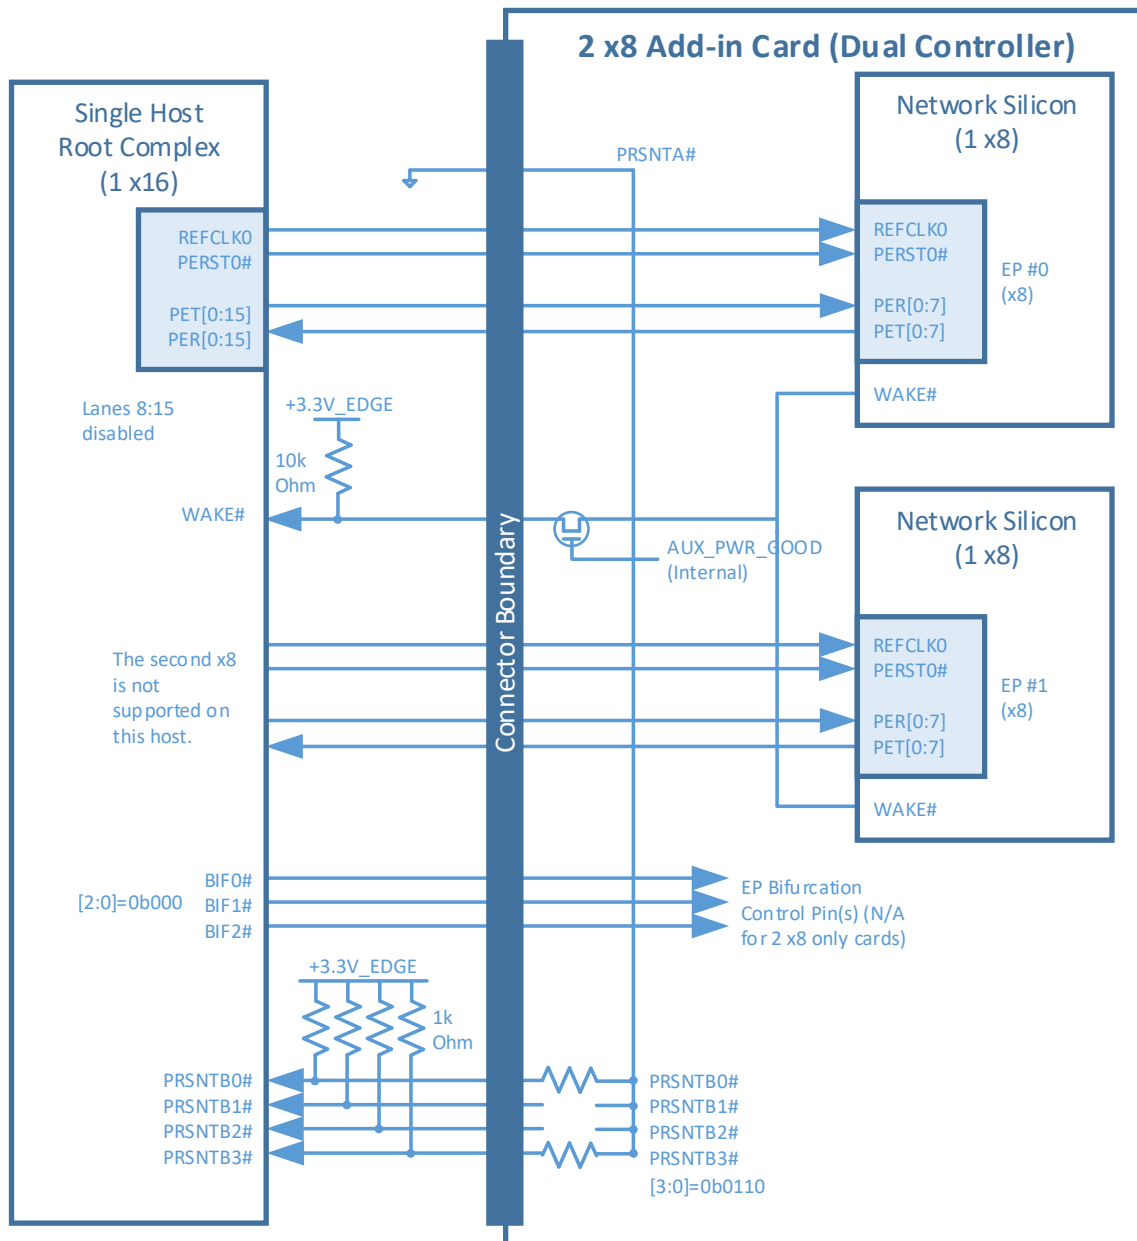 2 x8 Add-in Card (Dual Controller)
Single Host
Root Complex
(1 x16)
REFCLK0
PERST0#
PET[0:15]
PER[0:15]
Lanes 8:15
disabled
+3.3V_EDGE
10k
Ohm
WAKE#
The second x8
is not
supported on
this host.
[2:0]=0b000
BIF0#
BIF1#
BIF2#
+3.3V_EDGE
1k
Ohm
PRSNTB0#
PRSNTB1#
PRSNTB2#
PRSNTB3#
Connector Boundary
PRSNTA#
Network Silicon
(1 x8)
REFCLK0
PERST0#
PER[0:7]
PET[0:7]
EP #0
(x8)
WAKE#
AUX_PWR_GOOD
(Internal)
Network Silicon
(1 x8)
REFCLK0
PERST0#
PER[0:7]
PET[0:7]
EP #1
(x8)
WAKE#
EP Bifurcation
Control Pin(s) (N/A
for 2 x8 only cards)
PRSNTB0#
PRSNTB1#
PRSNTB2#
PRSNTB3#
[3:0]=0b0110